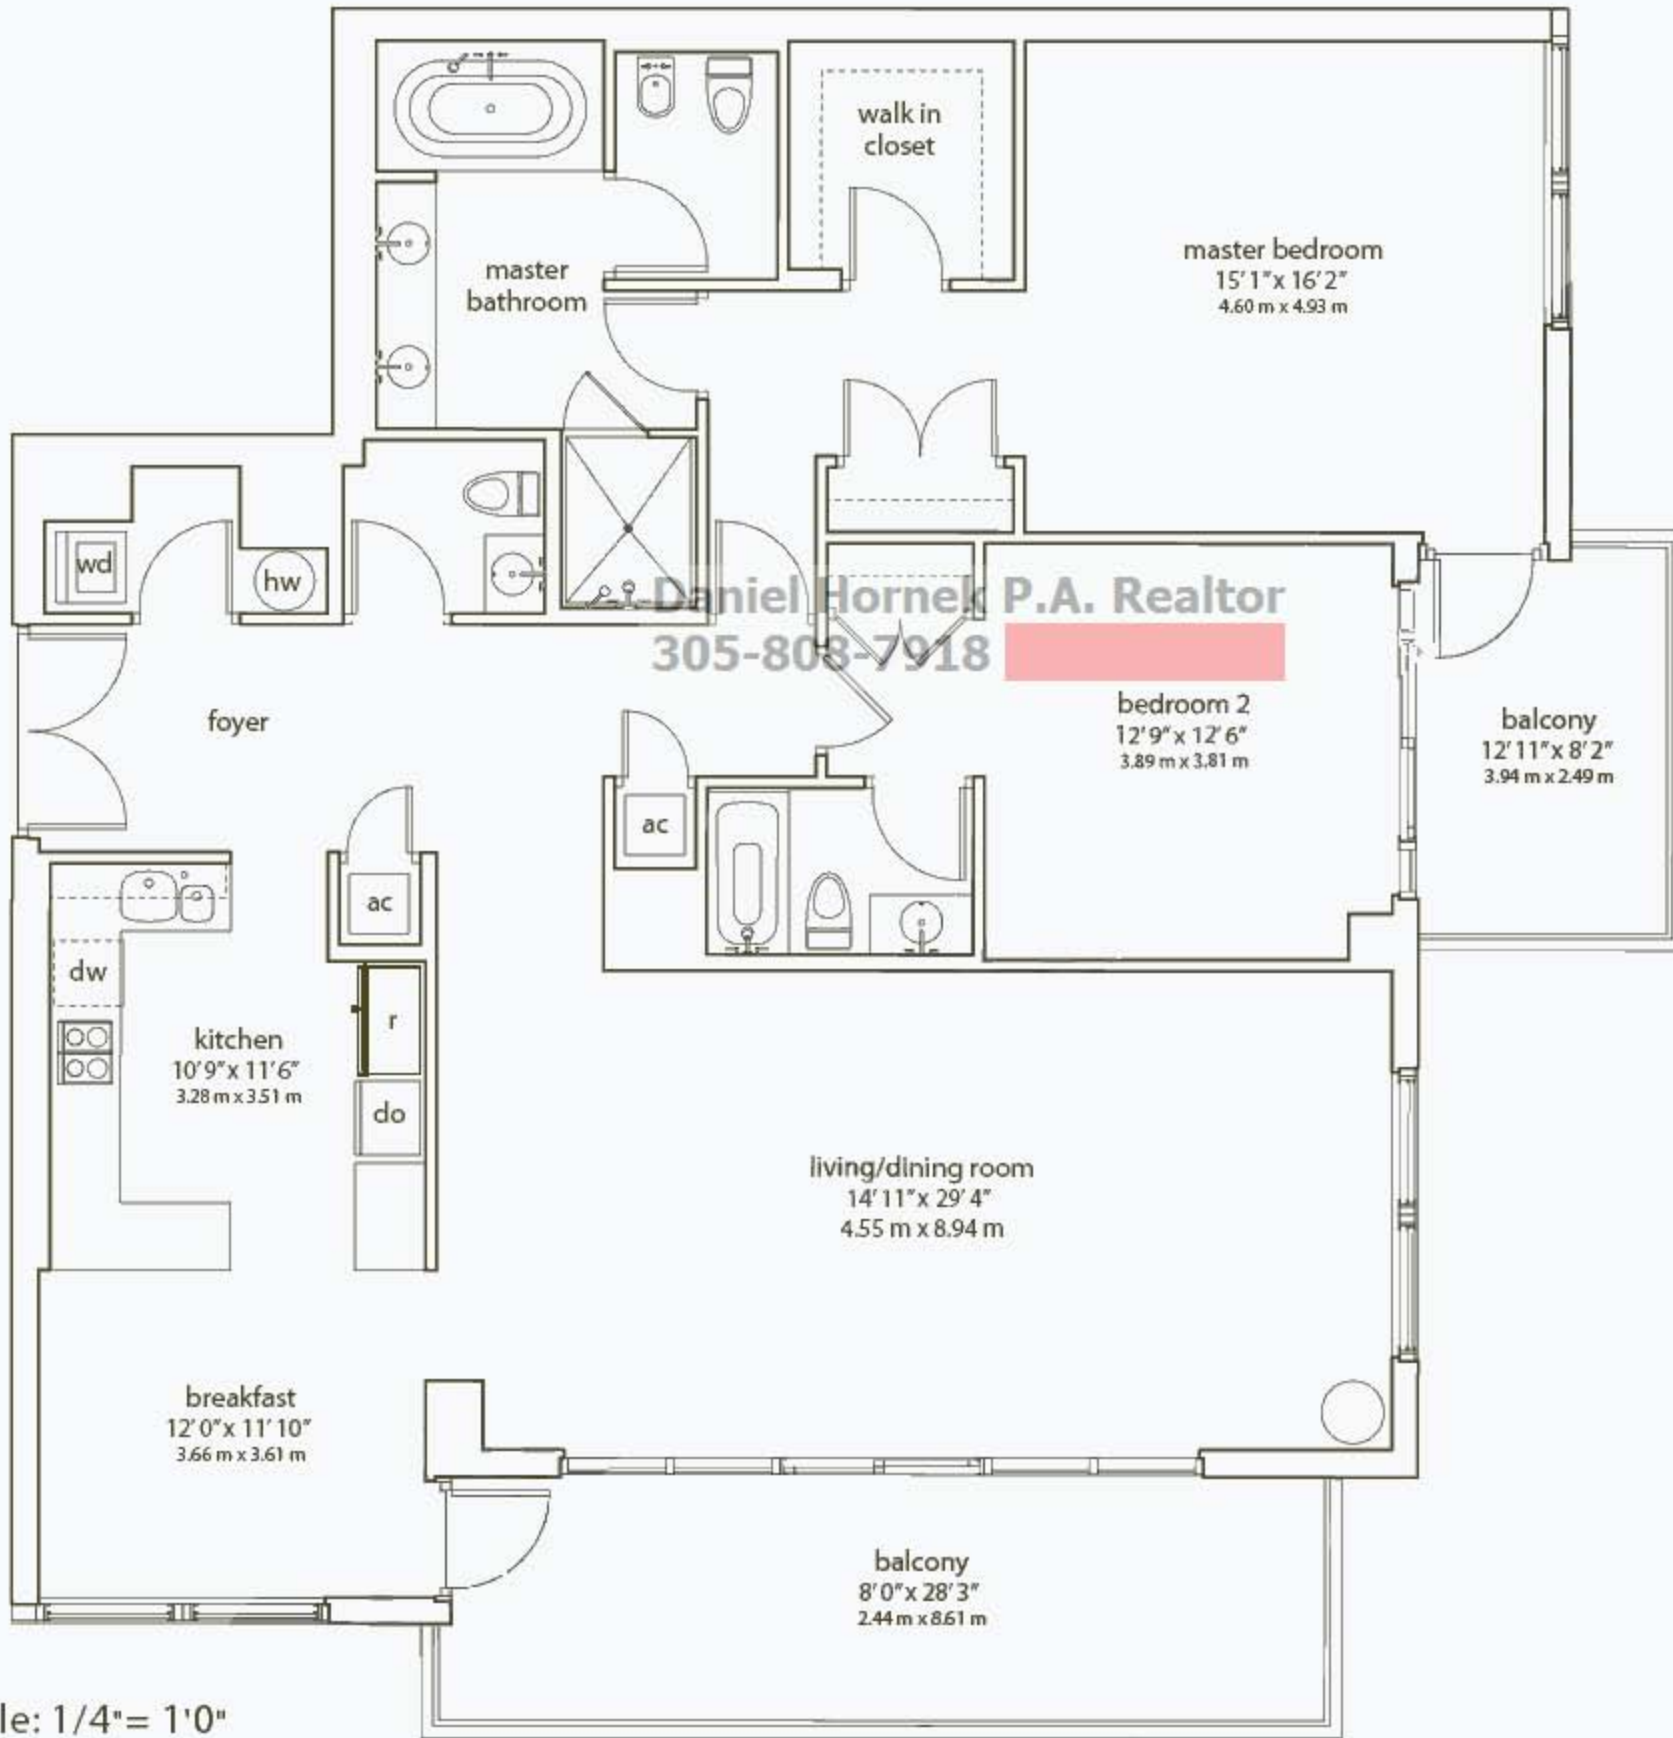 walk in
closet
master bedroom
15'1"x 16'2"
4.60 m x 4.93 m
master
bathroom
wd
hw
Daniel Hornek P.A. Realtor
305-808-7918
foyer
bedroom 2
12'9"x 12'6"
3.89 m x 3.81 m
balcony
12'11"x 8'2"
3.94 m x 2.49 m
ac
ac
dw
r
kitchen
10'9"x 11'6"
3.28 m x 3.51 m
do
living/dining room
14'11"x 29'4"
4.55 m x 8.94 m
breakfast
12'0"x 11'10"
3.66 m x 3.61 m
balcony
8'0"x 28'3"
2.44 m x 8.61 m
le: 1/4"= 1'0"